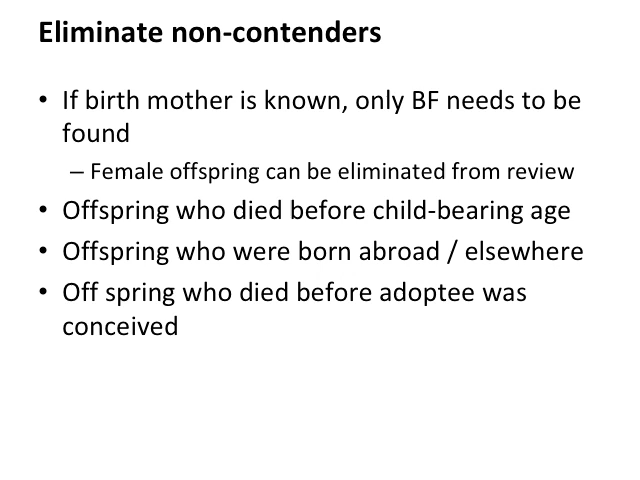 Eliminate non-contenders
• If birth mother is known, only BF needs to be
found
– Female offspring can be eliminated from review
• Offspring who died before child-bearing age
• Offspring who were born abroad / elsewhere
• Off spring who died before adoptee was
conceived